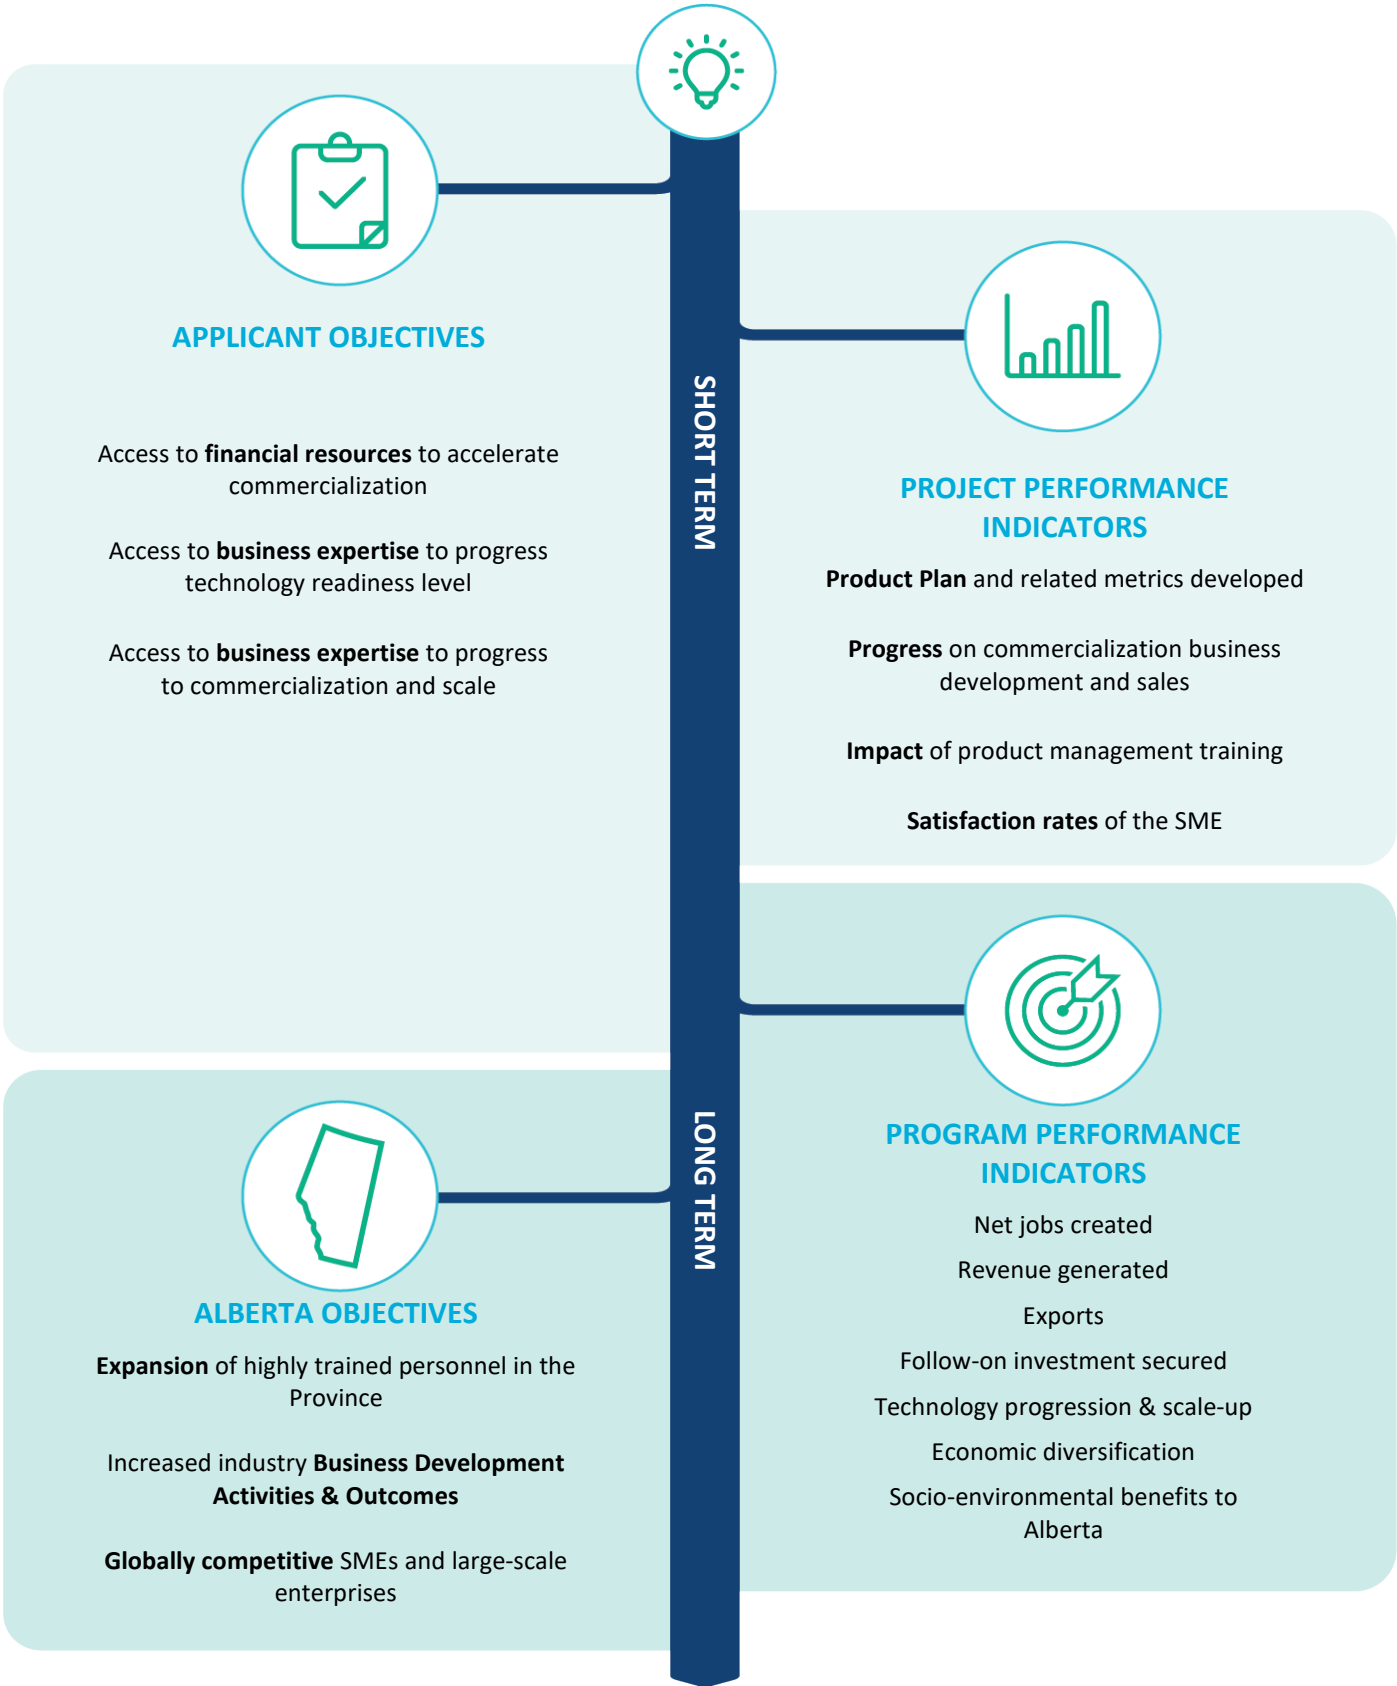 APPLICANT OBJECTIVES
Access to financial resources to accelerate
commercialization
Access to business expertise to progress
technology readiness level
Access to business expertise to progress
to commercialization and scale
SHORT TERM
PROJECT PERFORMANCE
INDICATORS
Product Plan and related metrics developed
Progress on commercialization business
development and sales
Impact of product management training
Satisfaction rates of the SME
LONG TERM
ALBERTA OBJECTIVES
Expansion of highly trained personnel in the
Province
Increased industry Business Development
Activities & Outcomes
Globally competitive SMEs and large-scale
enterprises
PROGRAM PERFORMANCE
INDICATORS
Net jobs created
Revenue generated
Exports
Follow-on investment secured
Technology progression & scale-up
Economic diversification
Socio-environmental benefits to
Alberta